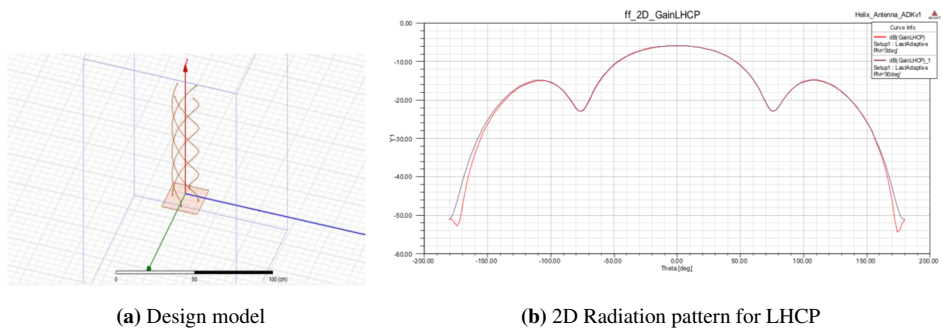 ff_2D_GainLHCP
Helix_Antenna_ADKv1
Curve Info
dB(GainLHCP)
Setup1 : LastAdaptive
Phi='0deg'
dB(GainLHCP)_1
Setup1 : LastAdaptive
Phi='90deg'
0.00
-10.00
-20.00
-30.00
-40.00
-50.00
-60.00
Y1
-200.00 -150.00 -100.00 -50.00 0.00 50.00 100.00 150.00 200.00
Theta [deg]
0 50 100 (cm)
(a) Design model
(b) 2D Radiation pattern for LHCP